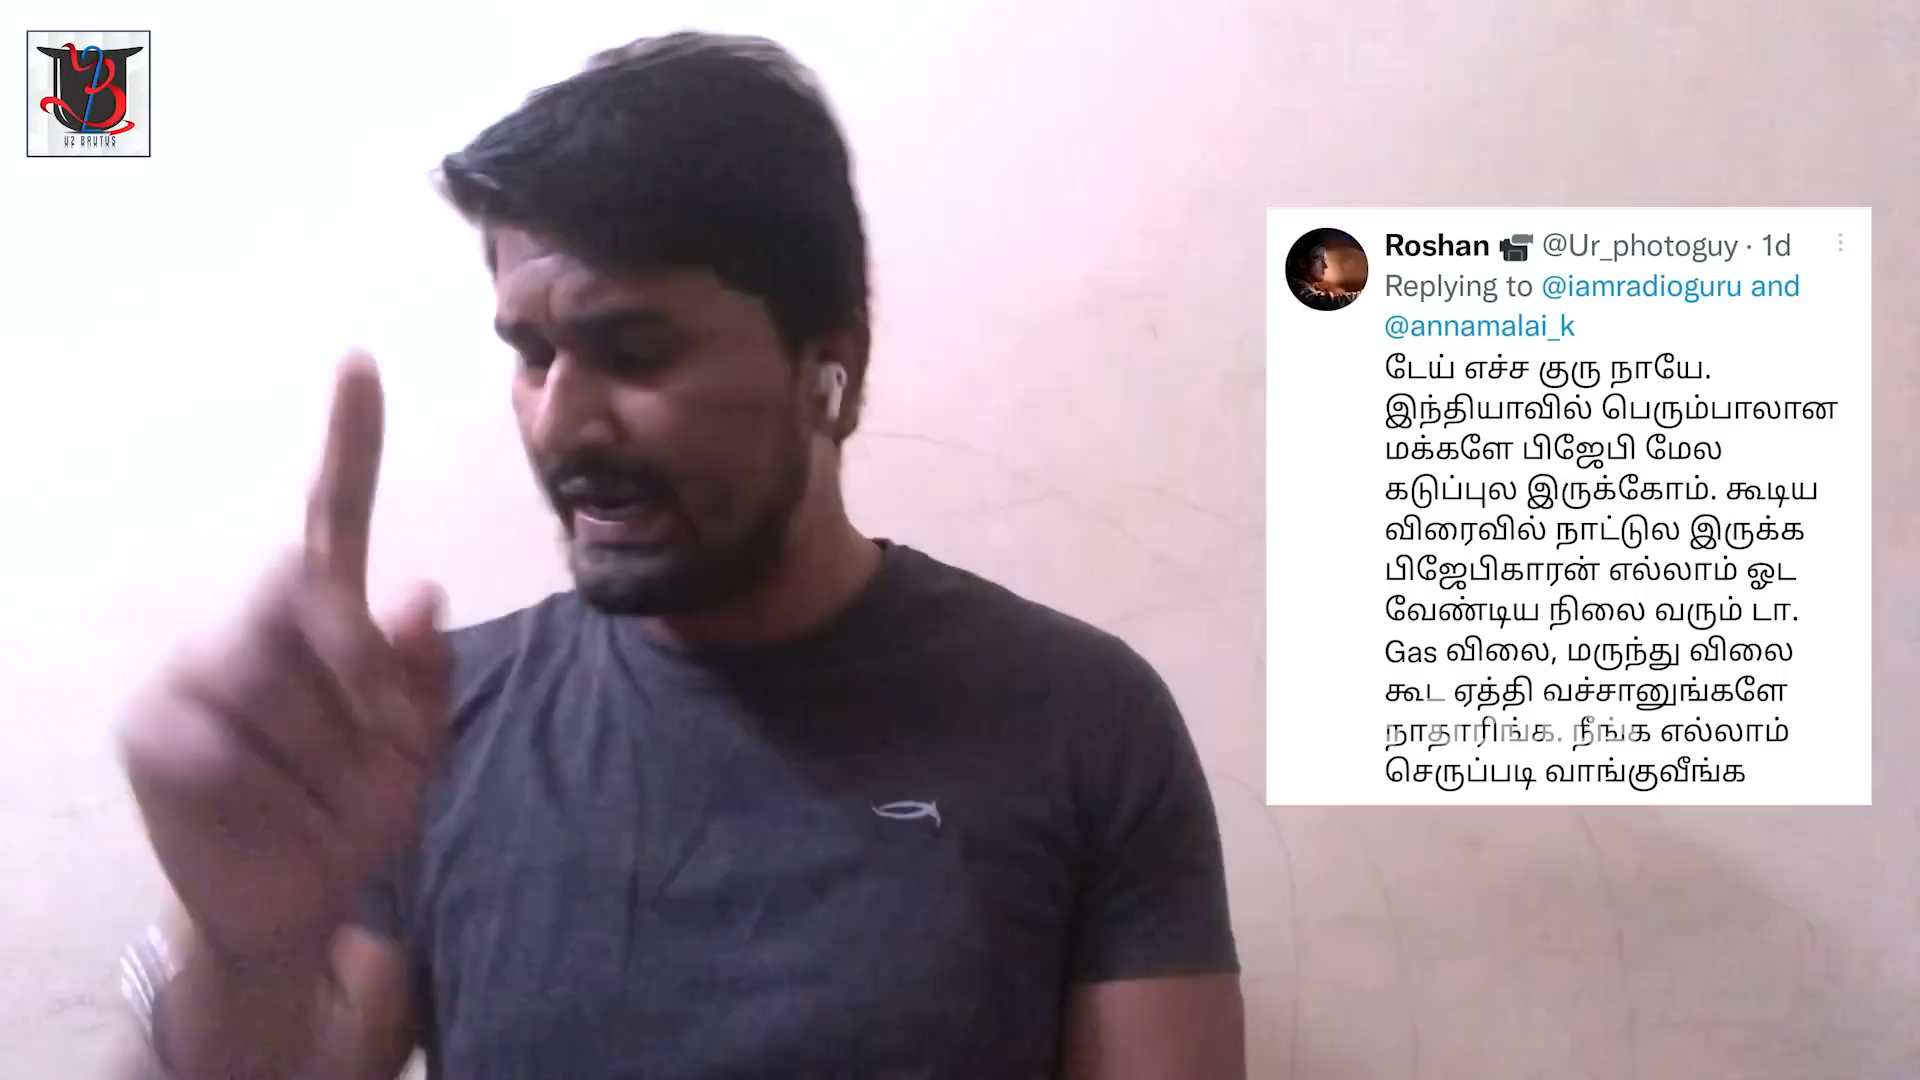 U2 BRUTUS
Roshan @Ur_photoguy · 1d
Replying to @iamradioguru and
@annamalai_k
டேய் எச்ச குரு நாயே.
இந்தியாவில் பெரும்பாலான
மக்களே பிஜேபி மேல
கடுப்புல இருக்கோம். கூடிய
விரைவில் நாட்டுல இருக்க
பிஜேபிகாரன் எல்லாம் ஓட
வேண்டிய நிலை வரும் டா.
Gas விலை, மருந்து விலை
கூட ஏத்தி வச்சானுங்களே
நாதாரிங்க. நீங்க எல்லாம்
செருப்படி வாங்குவீங்க